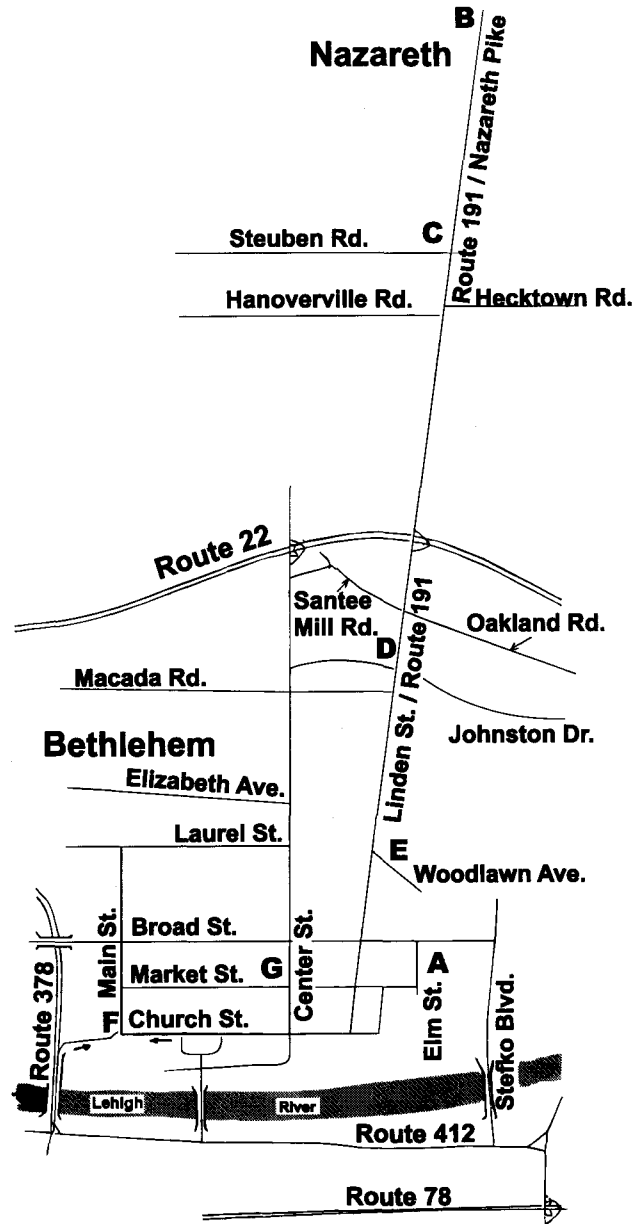 B
Nazareth
Route 191 / Nazareth Pike
C
Steuben Rd.
Hanoverville Rd.
Hecktown Rd.
Route 22
Santee
Mill Rd.
Oakland Rd.
D
Macada Rd.
Linden St. / Route 191
Johnston Dr.
Bethlehem
Elizabeth Ave.
Laurel St.
E
Woodlawn Ave.
Main St.
Broad St.
Center St.
Market St.
G
A
Elm St.
Stefko Blvd.
Route 378
F
Church St.
Lehigh
River
Route 412
Route 78